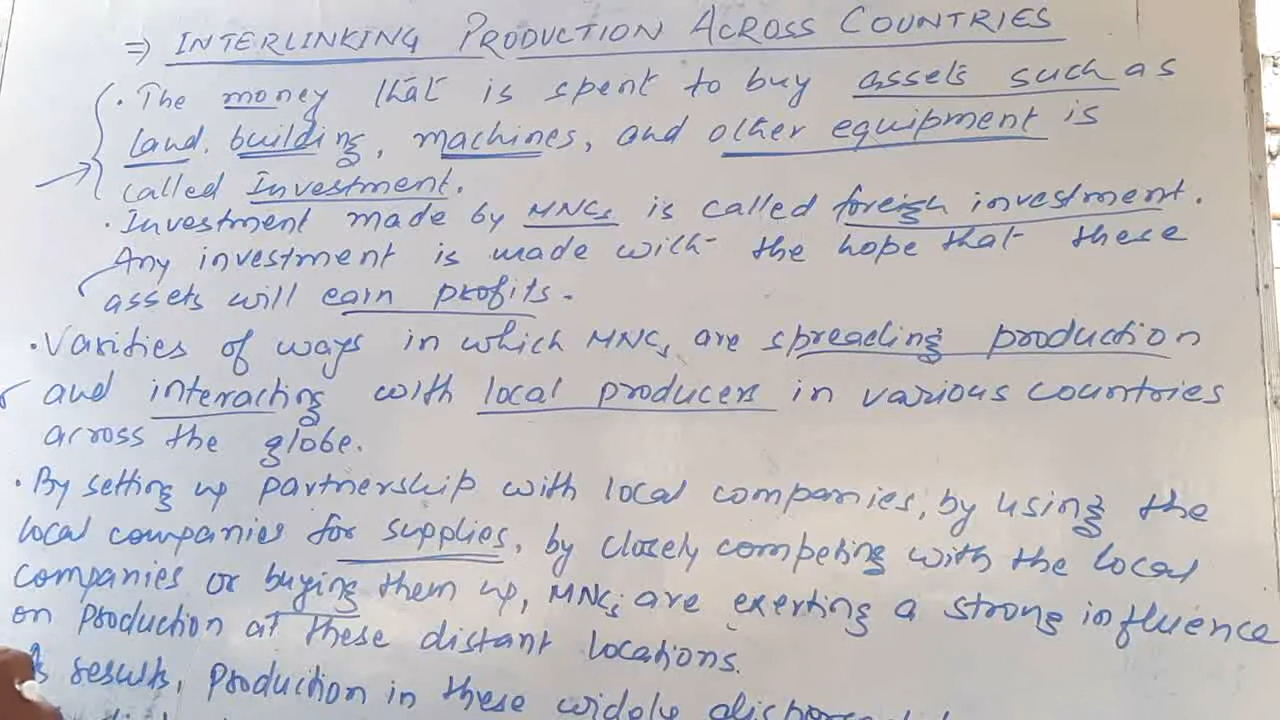 ⇒ INTERLINKING PRODUCTION ACROSS COUNTRIES
· The money that is spent to buy assets such as
land, building, machines, and other equipment is
called Investment.
· Investment made by MNCs is called foreign investment.
Any investment is made with the hope that these
assets will earn profits.
· Varities of ways in which MNCs are spreading production
and interacting with local producers in various countries
across the globe.
· By setting up partnership with local companies, by using the
local companies for supplies, by closely competing with the local
companies or buying them up, MNCs are exerting a strong influence
on production at these distant locations.
results, production in these widely